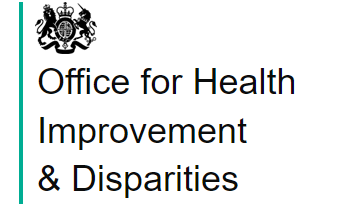 Office for Health
Improvement
& Disparities